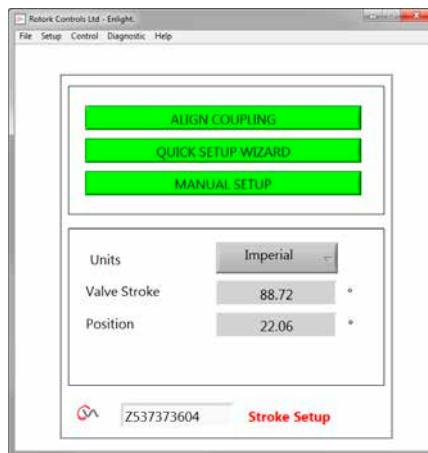 Rotork Controls Ltd - Enlight.
File Setup Control Diagnostic Help
ALIGN COUPLING
QUICK SETUP WIZARD
MANUAL SETUP
Units Imperial
Valve Stroke 88.72 °
Position 22.06 °
Z537373604 Stroke Setup